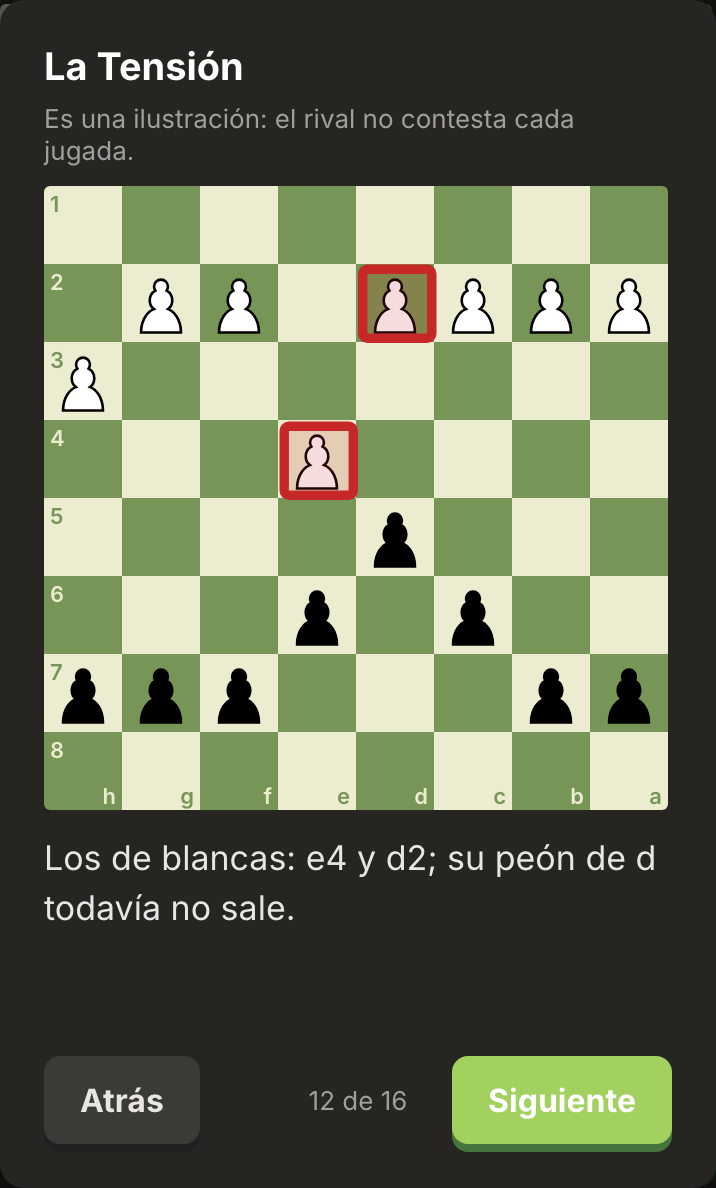 La Tensión
Es una ilustración: el rival no contesta cada
jugada.
1
2
3
4
5
6
7
8
h g f e d c b a
Los de blancas: e4 y d2; su peón de d
todavía no sale.
Atrás
12 de 16
Siguiente